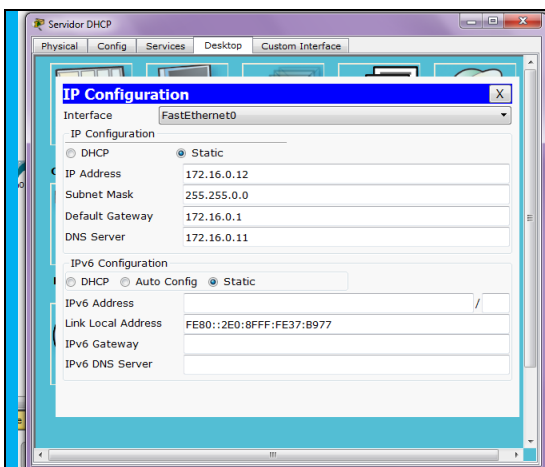 Servidor DHCP
Physical Config Services Desktop Custom Interface
IP Configuration X
Interface FastEthernet0
IP Configuration
DHCP Static
IP Address 172.16.0.12
Subnet Mask 255.255.0.0
Default Gateway 172.16.0.1
DNS Server 172.16.0.11
IPv6 Configuration
DHCP Auto Config Static
IPv6 Address /
Link Local Address FE80::2E0:8FFF:FE37:B977
IPv6 Gateway
IPv6 DNS Server